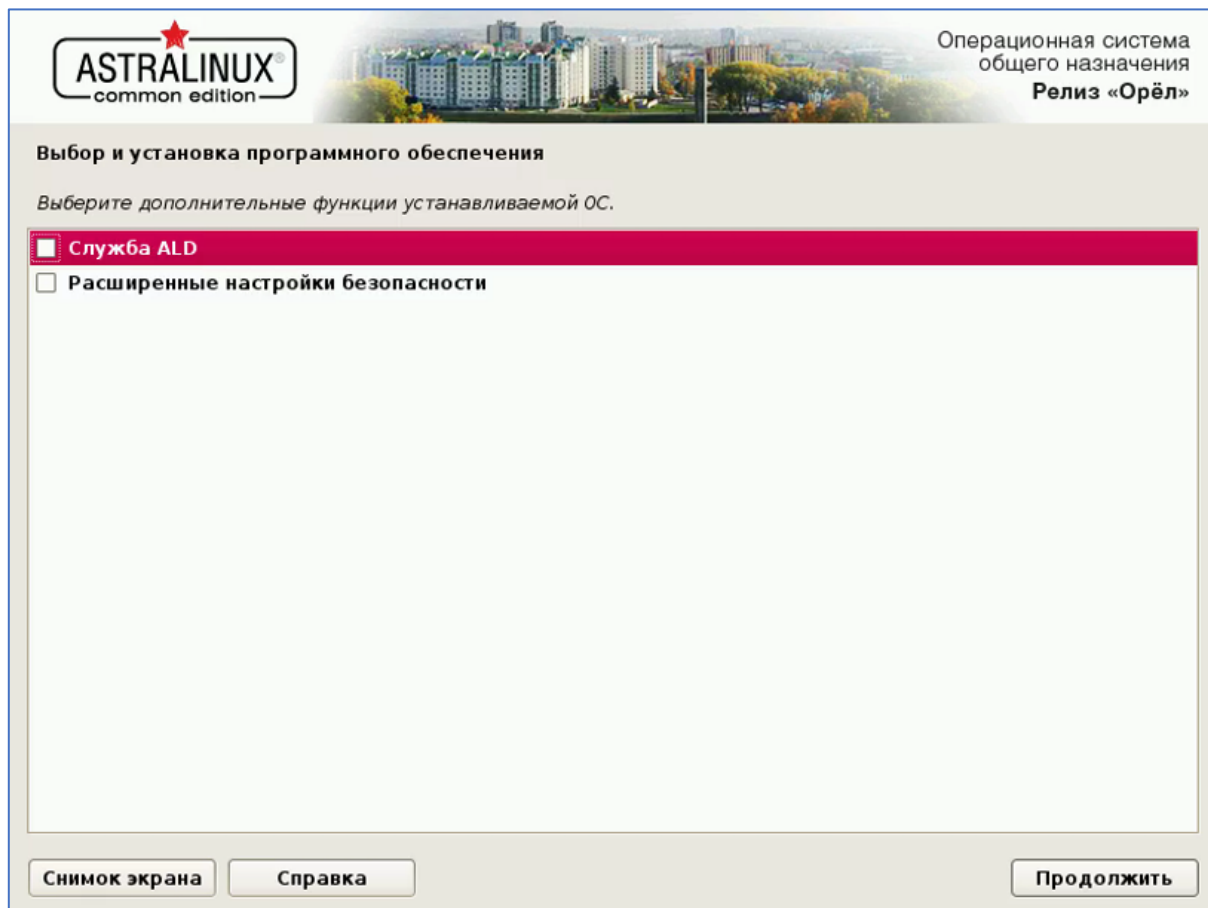 ASTRALINUX®
common edition
Операционная система
общего назначения
Релиз «Орёл»
Выбор и установка программного обеспечения
Выберите дополнительные функции устанавливаемой ОС.
Служба ALD
Расширенные настройки безопасности
Снимок экрана
Справка
Продолжить